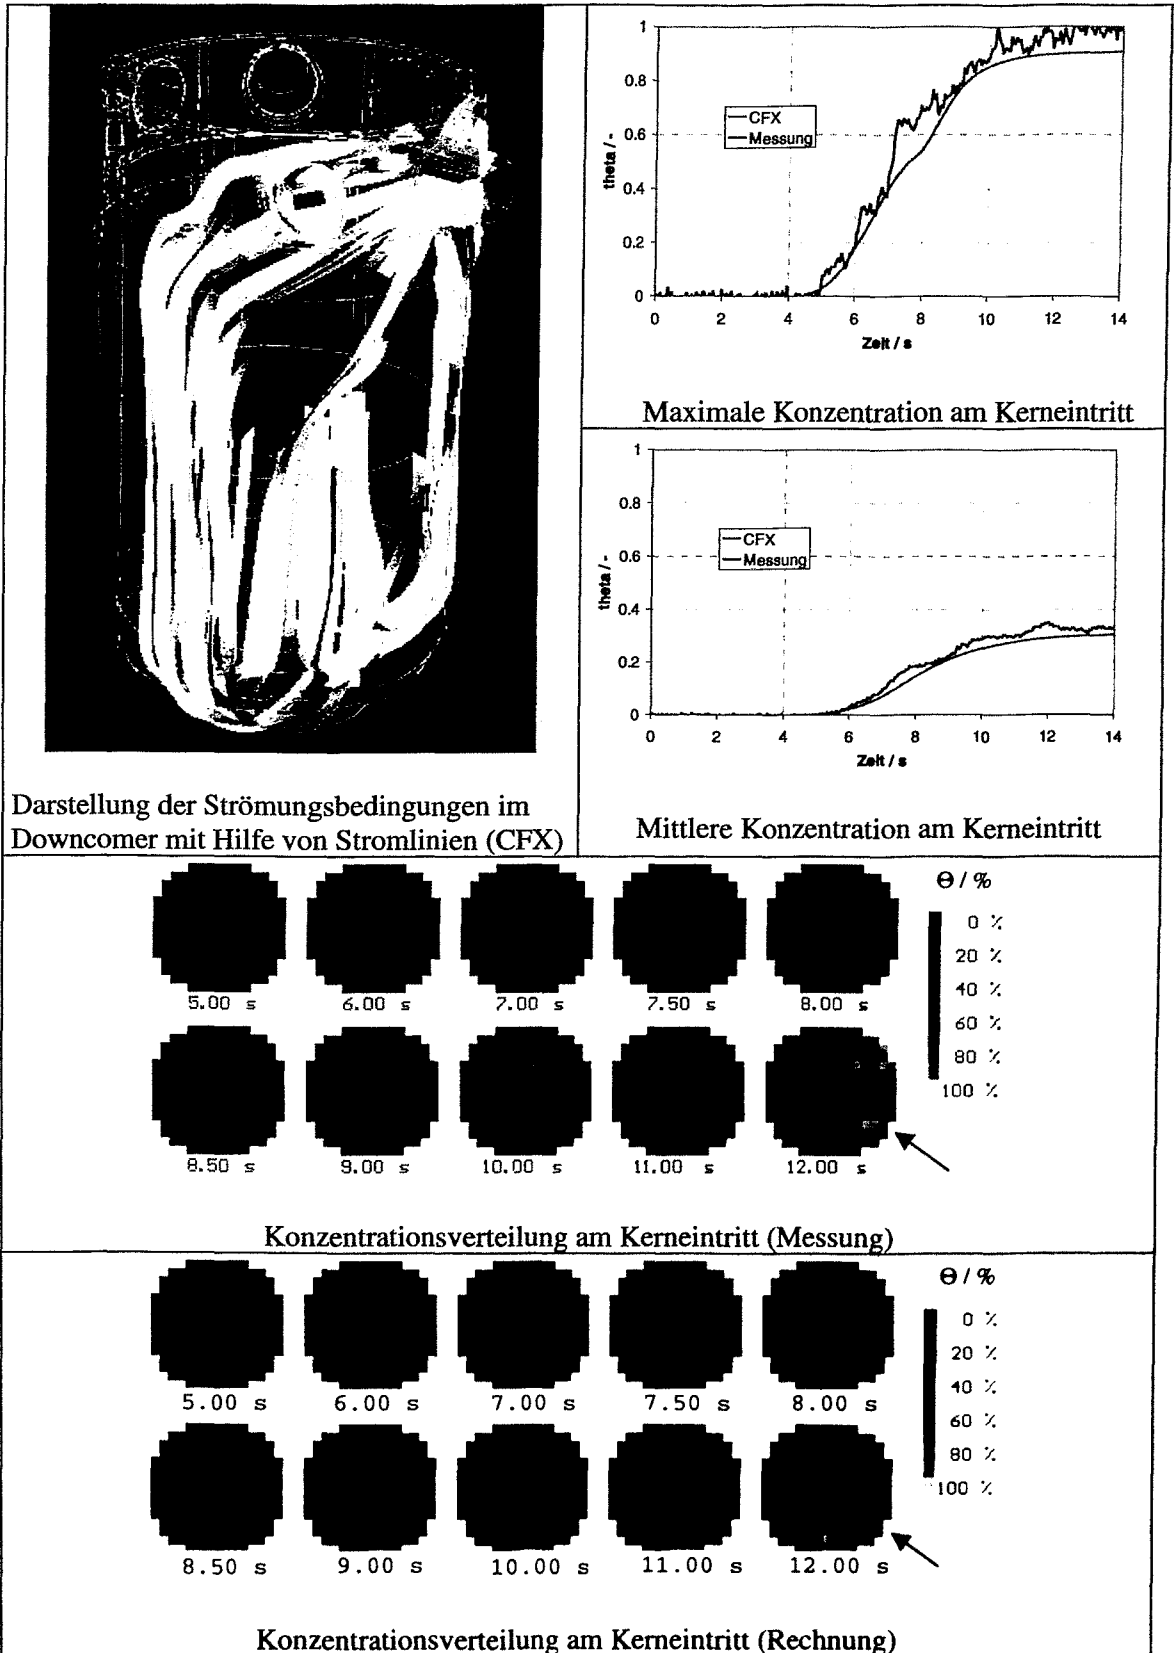 1
0.8
0.6
0.4
0.2
0
theta / -
CFX
Messung
0 2 4 6 8 10 12 14
Zeit / s
Maximale Konzentration am Kerneintritt
1
0.8
0.6
0.4
0.2
0
theta / -
CFX
Messung
0 2 4 6 8 10 12 14
Zeit / s
Mittlere Konzentration am Kerneintritt
Darstellung der Strömungsbedingungen im
Downcomer mit Hilfe von Stromlinien (CFX)
Θ / %
0 %
20 %
40 %
60 %
80 %
100 %
5.00 s 6.00 s 7.00 s 7.50 s 8.00 s
8.50 s 9.00 s 10.00 s 11.00 s 12.00 s
Konzentrationsverteilung am Kerneintritt (Messung)
Θ / %
0 %
20 %
40 %
60 %
80 %
100 %
5.00 s 6.00 s 7.00 s 7.50 s 8.00 s
8.50 s 9.00 s 10.00 s 11.00 s 12.00 s
Konzentrationsverteilung am Kerneintritt (Rechnung)